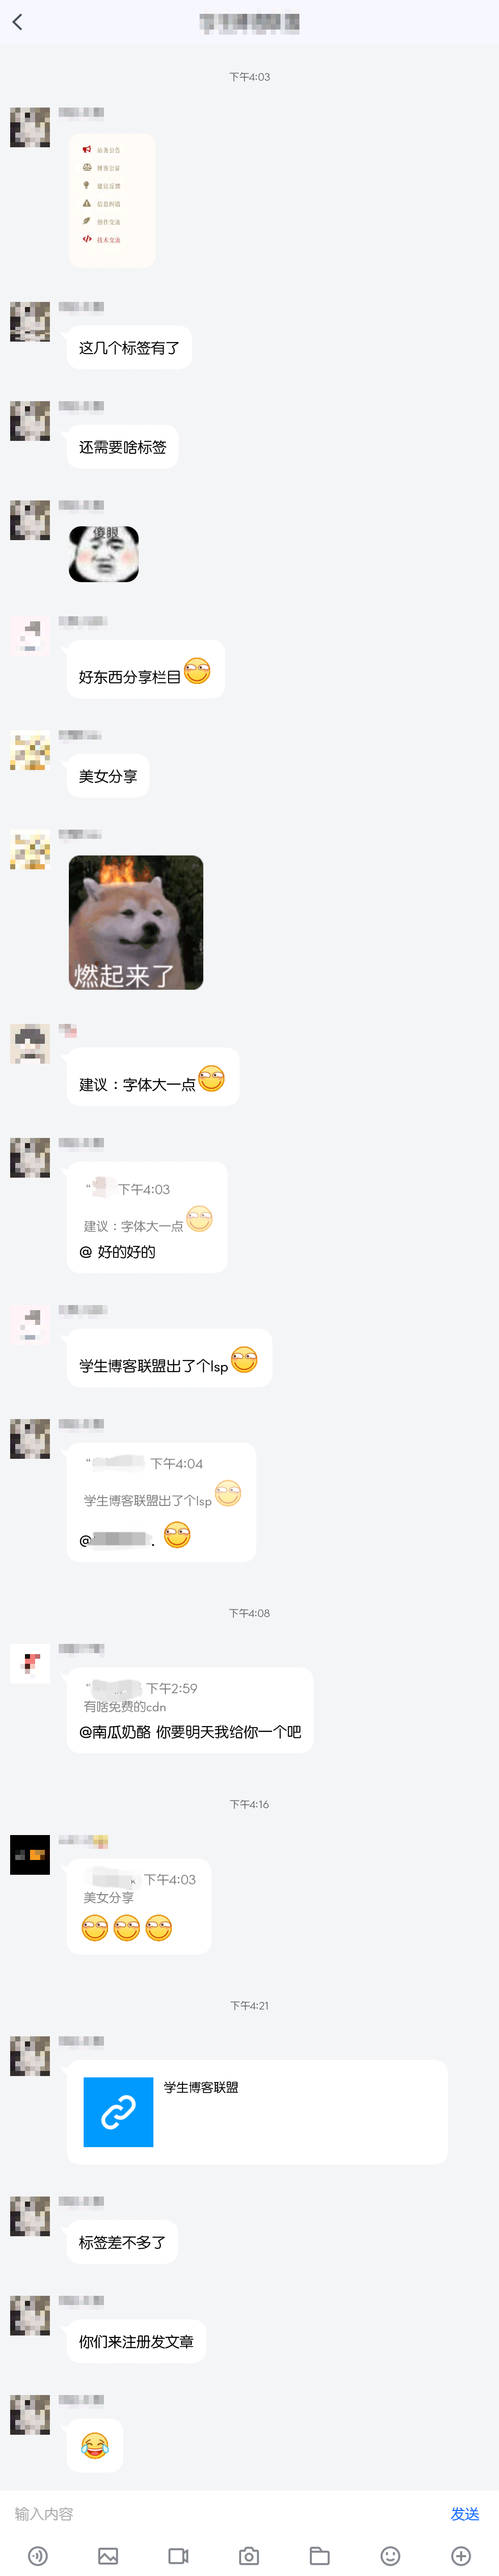 下午4:03
站务公告
博客公益
建议反馈
信息纠错
创作交流
技术交流
这几个标签有了
还需要啥标签
傻眼
好东西分享栏目
美女分享
燃起来了
建议：字体大一点
“ 下午4:03
建议：字体大一点
@ 好的好的
学生博客联盟出了个lsp
“ 下午4:04
学生博客联盟出了个lsp
@ .
下午4:08
“ 下午2:59
有啥免费的cdn
@南瓜奶酪 你要明天我给你一个吧
下午4:16
下午4:03
美女分享
下午4:21
学生博客联盟
标签差不多了
你们来注册发文章
输入内容
发送